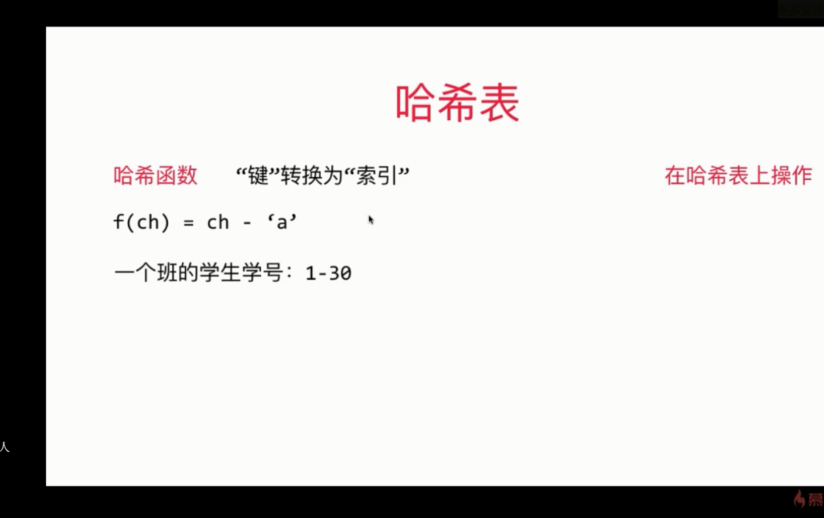 哈希表
哈希函数 “键”转换为“索引” 在哈希表上操作
f(ch) = ch - ‘a’
一个班的学生学号：1-30
人